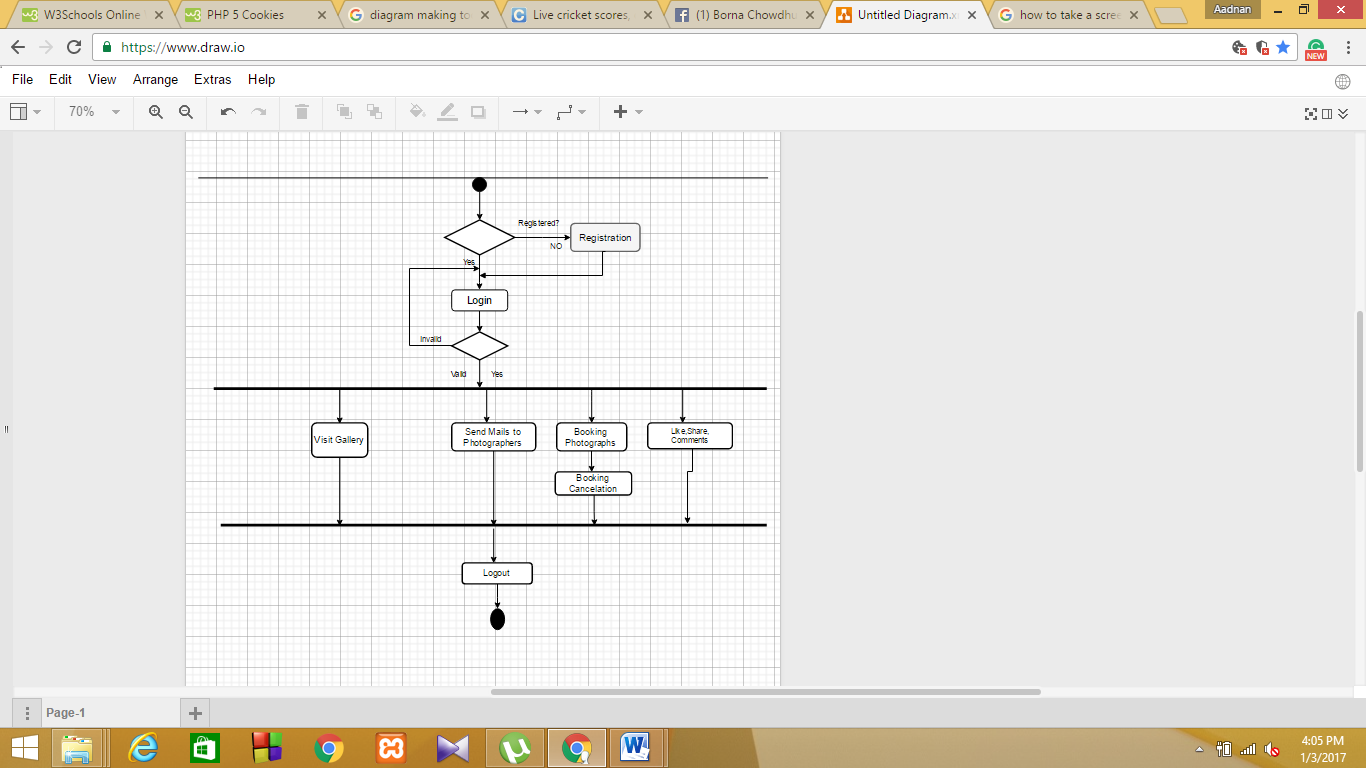 W3Schools Online
PHP 5 Cookies
diagram making to
Live cricket scores,
(1) Borna Chowdhu
Untitled Diagram.x
how to take a scree
Aadnan
https://www.draw.io
NEW
File Edit View Arrange Extras Help
70%
Registered?
Registration
NO
Yes
Login
Invalid
Valid Yes
Visit Gallery
Send Mails to
Photographers
Booking
Photographs
Like,Share,
Comments
Booking
Cancelation
Logout
Page-1
4:05 PM
1/3/2017